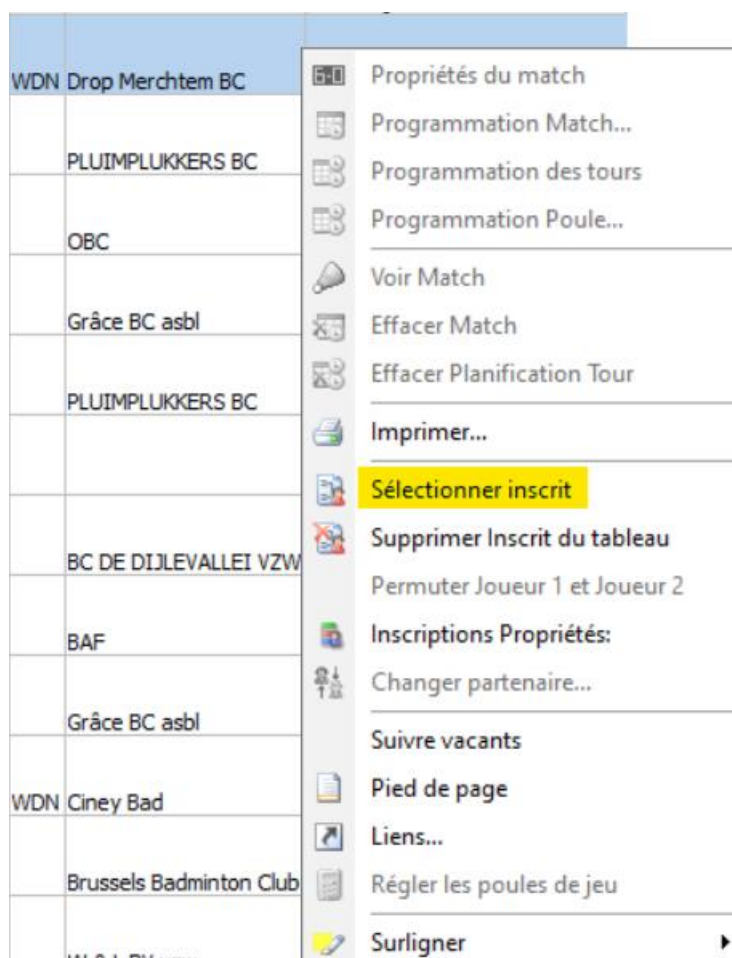 WDN Drop Merchtem BC
PLUIMPLUKKERS BC
OBC
Grâce BC asbl
PLUIMPLUKKERS BC
BC DE DIJLEVALLEI VZW
BAF
Grâce BC asbl
WDN Ciney Bad
Brussels Badminton Club
6-0 Propriétés du match
Programmation Match...
Programmation des tours
Programmation Poule...
Voir Match
Effacer Match
Effacer Planification Tour
Imprimer...
Sélectionner inscrit
Supprimer Inscrit du tableau
Permuter Joueur 1 et Joueur 2
Inscriptions Propriétés:
Changer partenaire...
Suivre vacants
Pied de page
Liens...
Régler les poules de jeu
Surligner